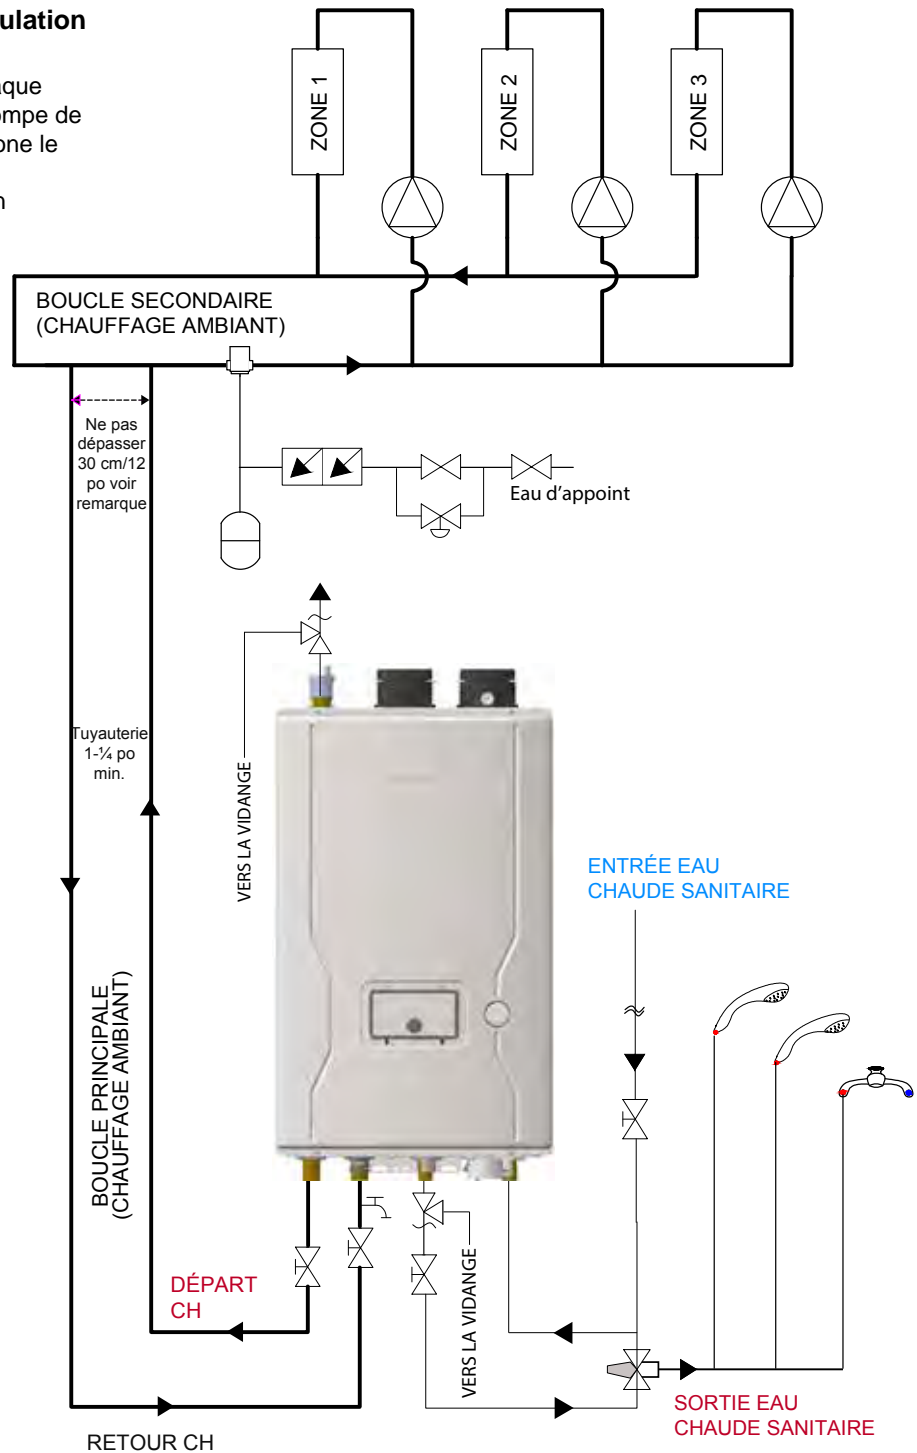 ulation
aque
ompe de
one le
n
ZONE 1
ZONE 2
ZONE 3
BOUCLE SECONDAIRE
(CHAUFFAGE AMBIANT)
Ne pas
dépasser
30 cm/12
po voir
remarque
Eau d'appoint
Tuyauterie
1-¼ po
min.
VERS LA VIDANGE
ENTRÉE EAU
CHAUDE SANITAIRE
BOUCLE PRINCIPALE
(CHAUFFAGE AMBIANT)
DÉPART
CH
VERS LA VIDANGE
SORTIE EAU
CHAUDE SANITAIRE
RETOUR CH